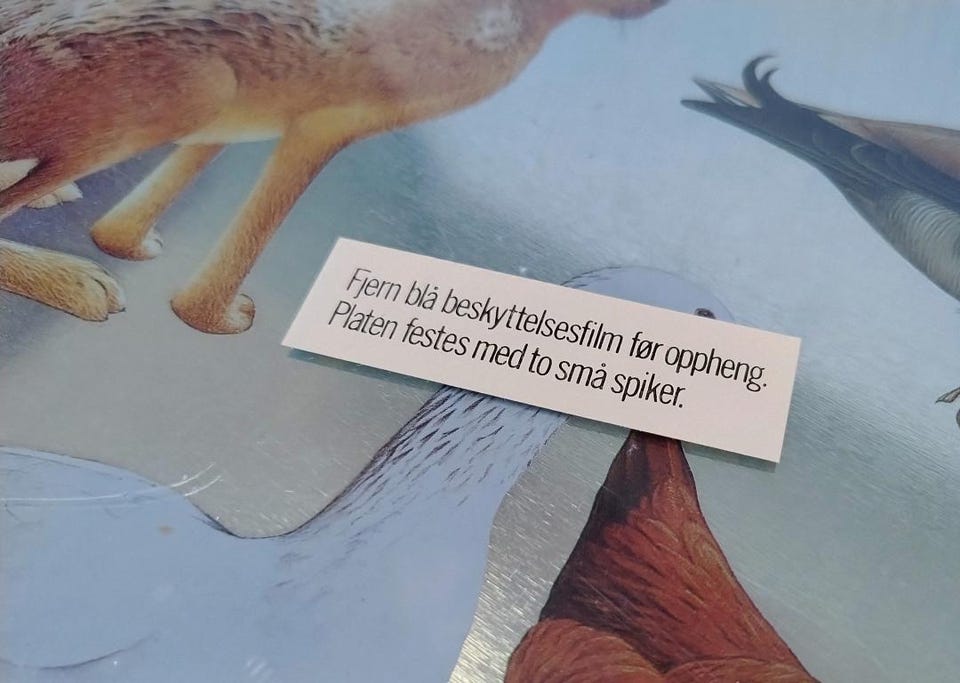 Fjern blå beskyttelsesfilm før oppheng.
Platen festes med to små spiker.